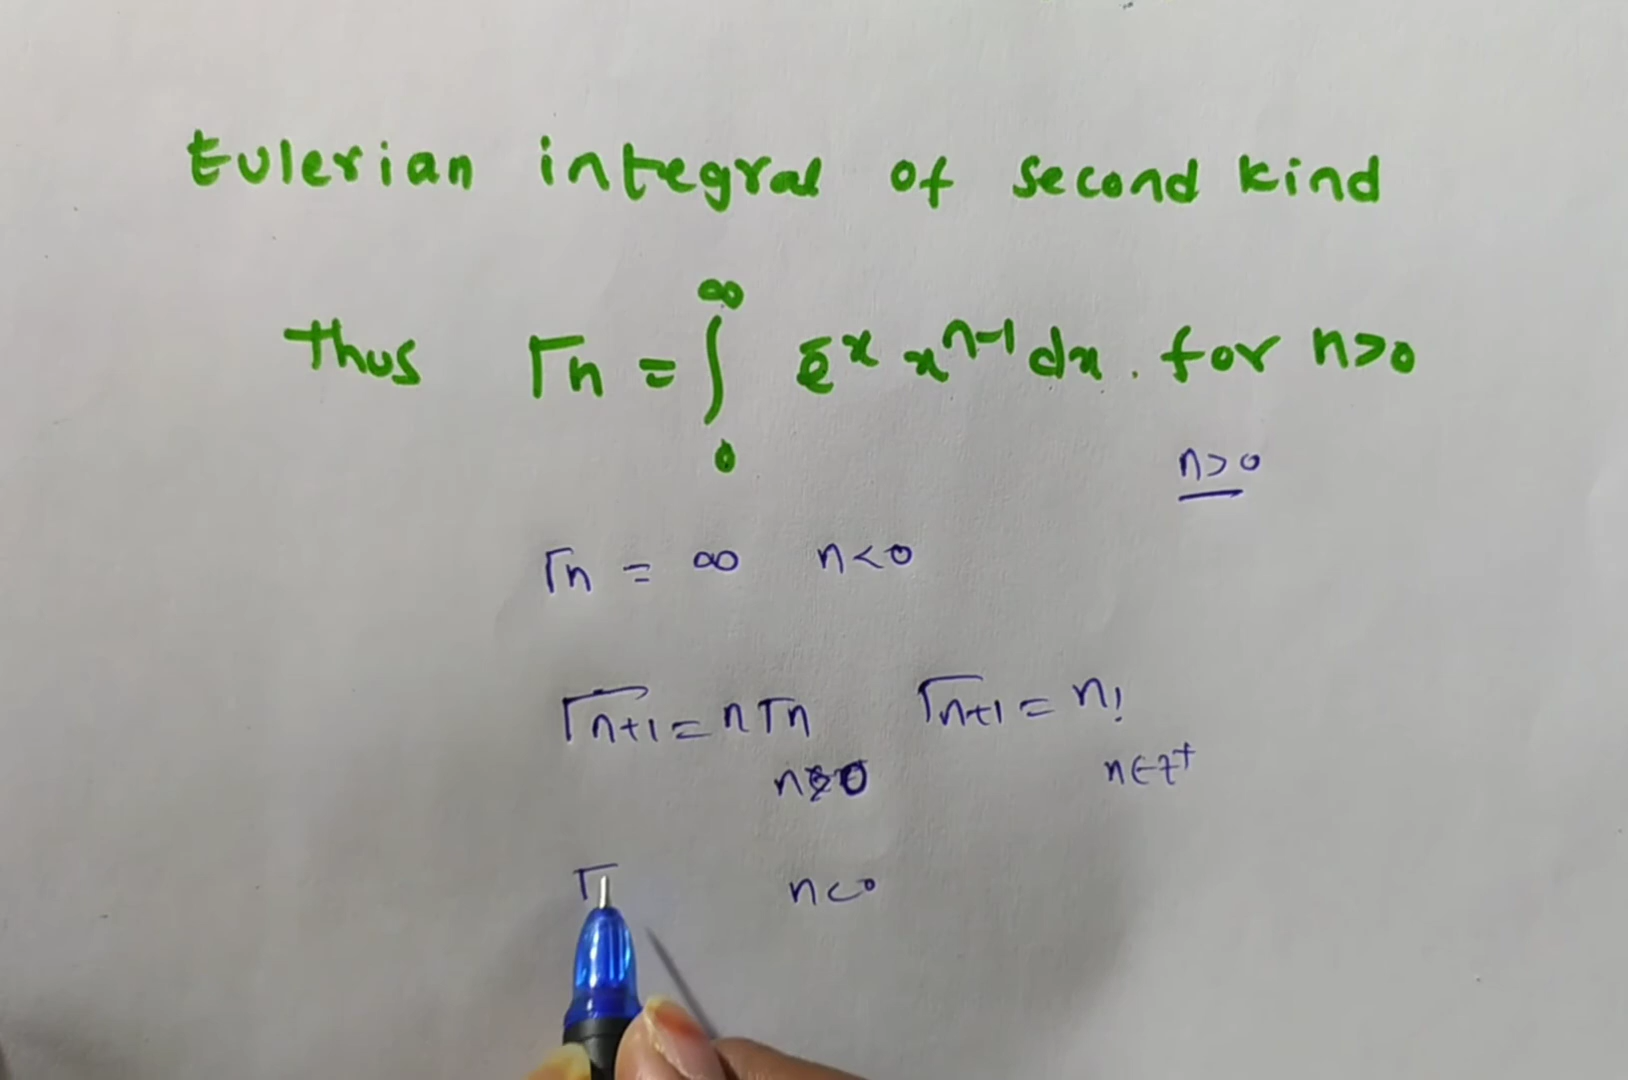 Eulerian integral of second kind
Thus Γn = ∫₀^∞ e^-x x^n-1 dx. for n>0
n>0
Γn = ∞ n<0
Γn+1 = nΓn Γn+1 = n!
n∈z+
Γ n<0